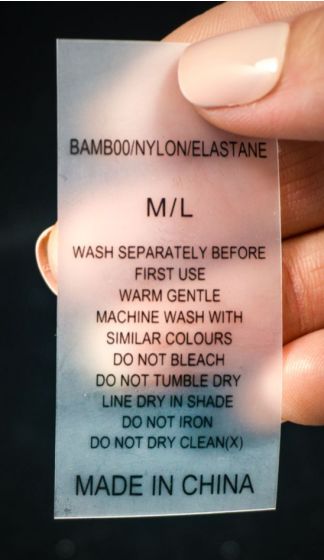 BAMBOO/NYLON/ELASTANE
M/L
WASH SEPARATELY BEFORE
FIRST USE
WARM GENTLE
MACHINE WASH WITH
SIMILAR COLOURS
DO NOT BLEACH
DO NOT TUMBLE DRY
LINE DRY IN SHADE
DO NOT IRON
DO NOT DRY CLEAN(X)
MADE IN CHINA